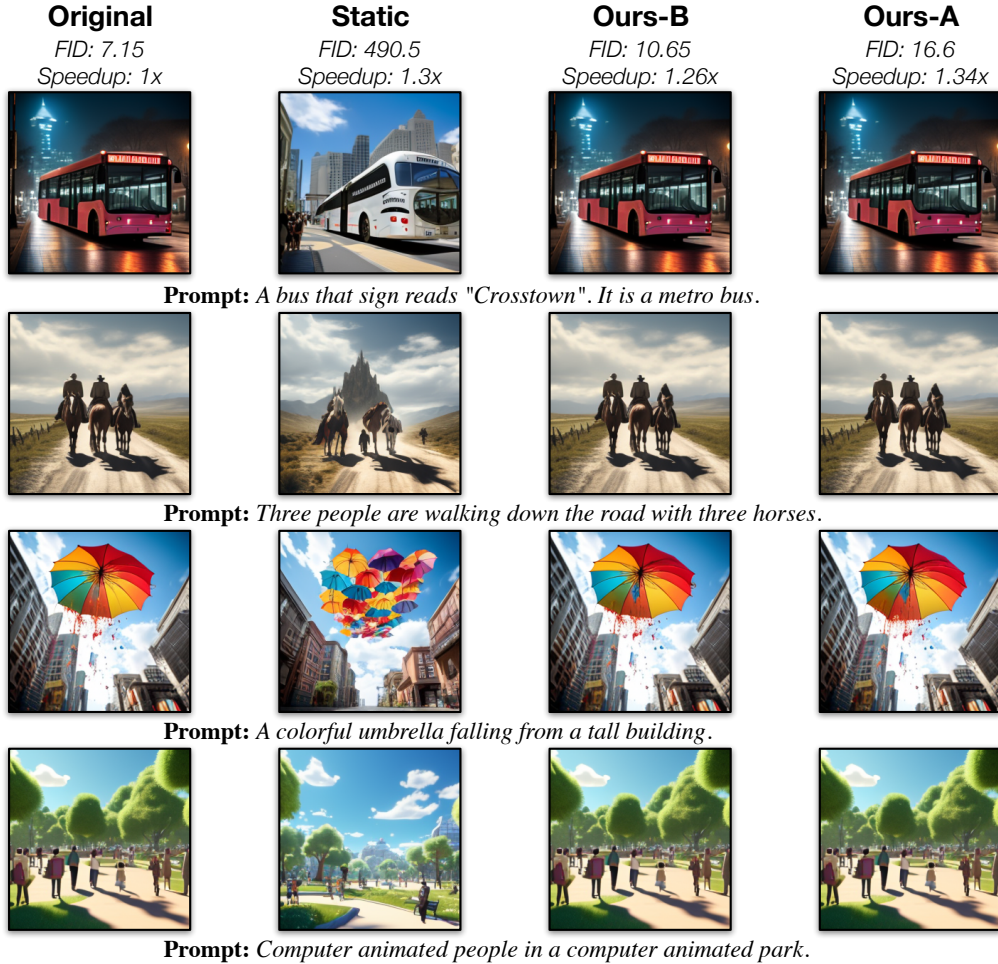 Original Static Ours-B Ours-A
FID: 7.15 FID: 490.5 FID: 10.65 FID: 16.6
Speedup: 1x Speedup: 1.3x Speedup: 1.26x Speedup: 1.34x
Prompt: A bus that sign reads "Crosstown". It is a metro bus.
Prompt: Three people are walking down the road with three horses.
Prompt: A colorful umbrella falling from a tall building.
Prompt: Computer animated people in a computer animated park.